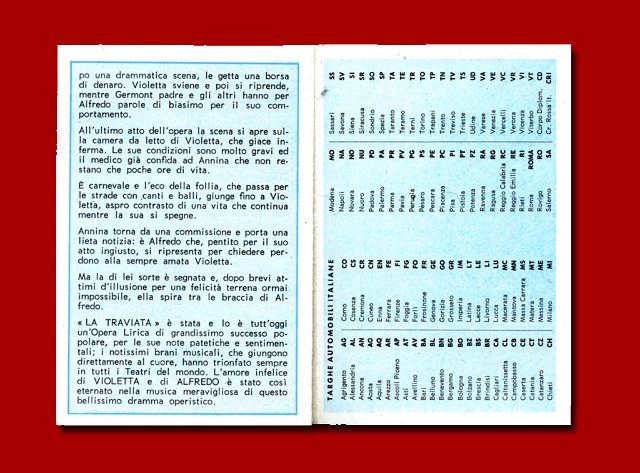 po una drammatica scena, le getta una borsa
di denaro. Violetta sviene e poi si riprende,
mentre Germont padre e gli altri hanno per
Alfredo parole di biasimo per il suo com-
portamento.
All'ultimo atto dell'opera la scena si apre sul-
la camera da letto di Violetta, che giace in-
ferma. Le sue condizioni sono molto gravi ed
il medico già confida ad Annina che non re-
stano che poche ore di vita.
È carnevale e l'eco della follia, che passa per
le strade con canti e balli, giunge fino a Vio-
letta, aspro contrasto di una vita che continua
mentre la sua si spegne.
Annina torna da una commissione e porta una
lieta notizia: è Alfredo che, pentito per il suo
atto ingiusto, si ripresenta per chiedere per-
dono alla sempre amata Violetta.
Ma la di lei sorte è segnata e, dopo brevi at-
timi d'illusione per una felicità terrena ormai
impossibile, ella spira tra le braccia di Al-
fredo.
« LA TRAVIATA » è stata e lo è tutt'oggi
un'Opera Lirica di grandissimo successo po-
polare, per le sue note patetiche e sentimen-
tali; i notissimi brani musicali, che giungono
direttamente al cuore, hanno trionfato sempre
in tutti i Teatri del mondo. L'amore infelice
di VIOLETTA e di ALFREDO è stato così
eternato nella musica meravigliosa di questo
bellissimo dramma operistico.
TARGHE AUTOMOBILI ITALIANE
Agrigento AG Como CO Modena MO Sassari SS
Alessandria AL Cosenza CS Napoli NA Savona SV
Ancona AN Cremona CR Novara NO Siena SI
Aosta AO Cuneo CN Nuoro NU Siracusa SR
Aquila AQ Enna EN Padova PD Sondrio SO
Arezzo AR Ferrara FE Palermo PA Spezia SP
Ascoli Piceno AP Firenze FI Parma PR Taranto TA
Asti AT Foggia FG Pavia PV Teramo TE
Avellino AV Forlì FO Perugia PG Terni TR
Bari BA Frosinone FR Pesaro PS Torino TO
Belluno BL Genova GE Pescara PE Trapani TP
Benevento BN Gorizia GO Piacenza PC Trento TN
Bergamo BG Grosseto GR Pisa PI Treviso TV
Bologna BO Imperia IM Pistoia PT Trieste TS
Bolzano BZ Latina LT Potenza PZ Udine UD
Brescia BS Lecce LE Ravenna RA Varese VA
Brindisi BR Livorno LI Ragusa RG Venezia VE
Cagliari CA Lucca LU Reggio Calabria RC Vercelli VC
Caltanissetta CL Macerata MC Reggio Emilia RE Verona VR
Campobasso CB Mantova MN Rieti RI Vicenza VI
Caserta CE Massa Carrara MS Roma ROMA Viterbo VT
Catania CT Matera MT Rovigo RO Corpo Diplom. CD
Catanzaro CZ Messina ME Salerno SA Cr. Rossa It. CRI
Chieti CH Milano MI